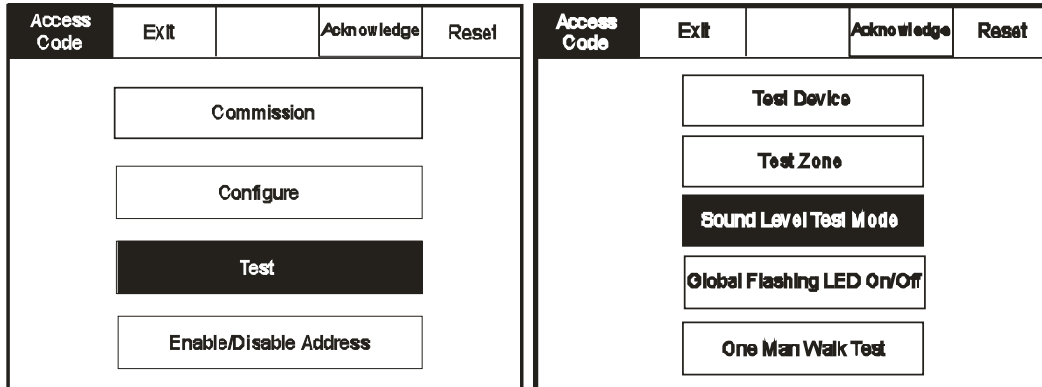 Access Code
Exit
Acknowledge
Reset
Commission
Configure
Test
Enable/Disable Address
Access Code
Exit
Acknowledge
Reset
Test Device
Test Zone
Sound Level Test Mode
Global Flashing LED On/Off
One Man Walk Test